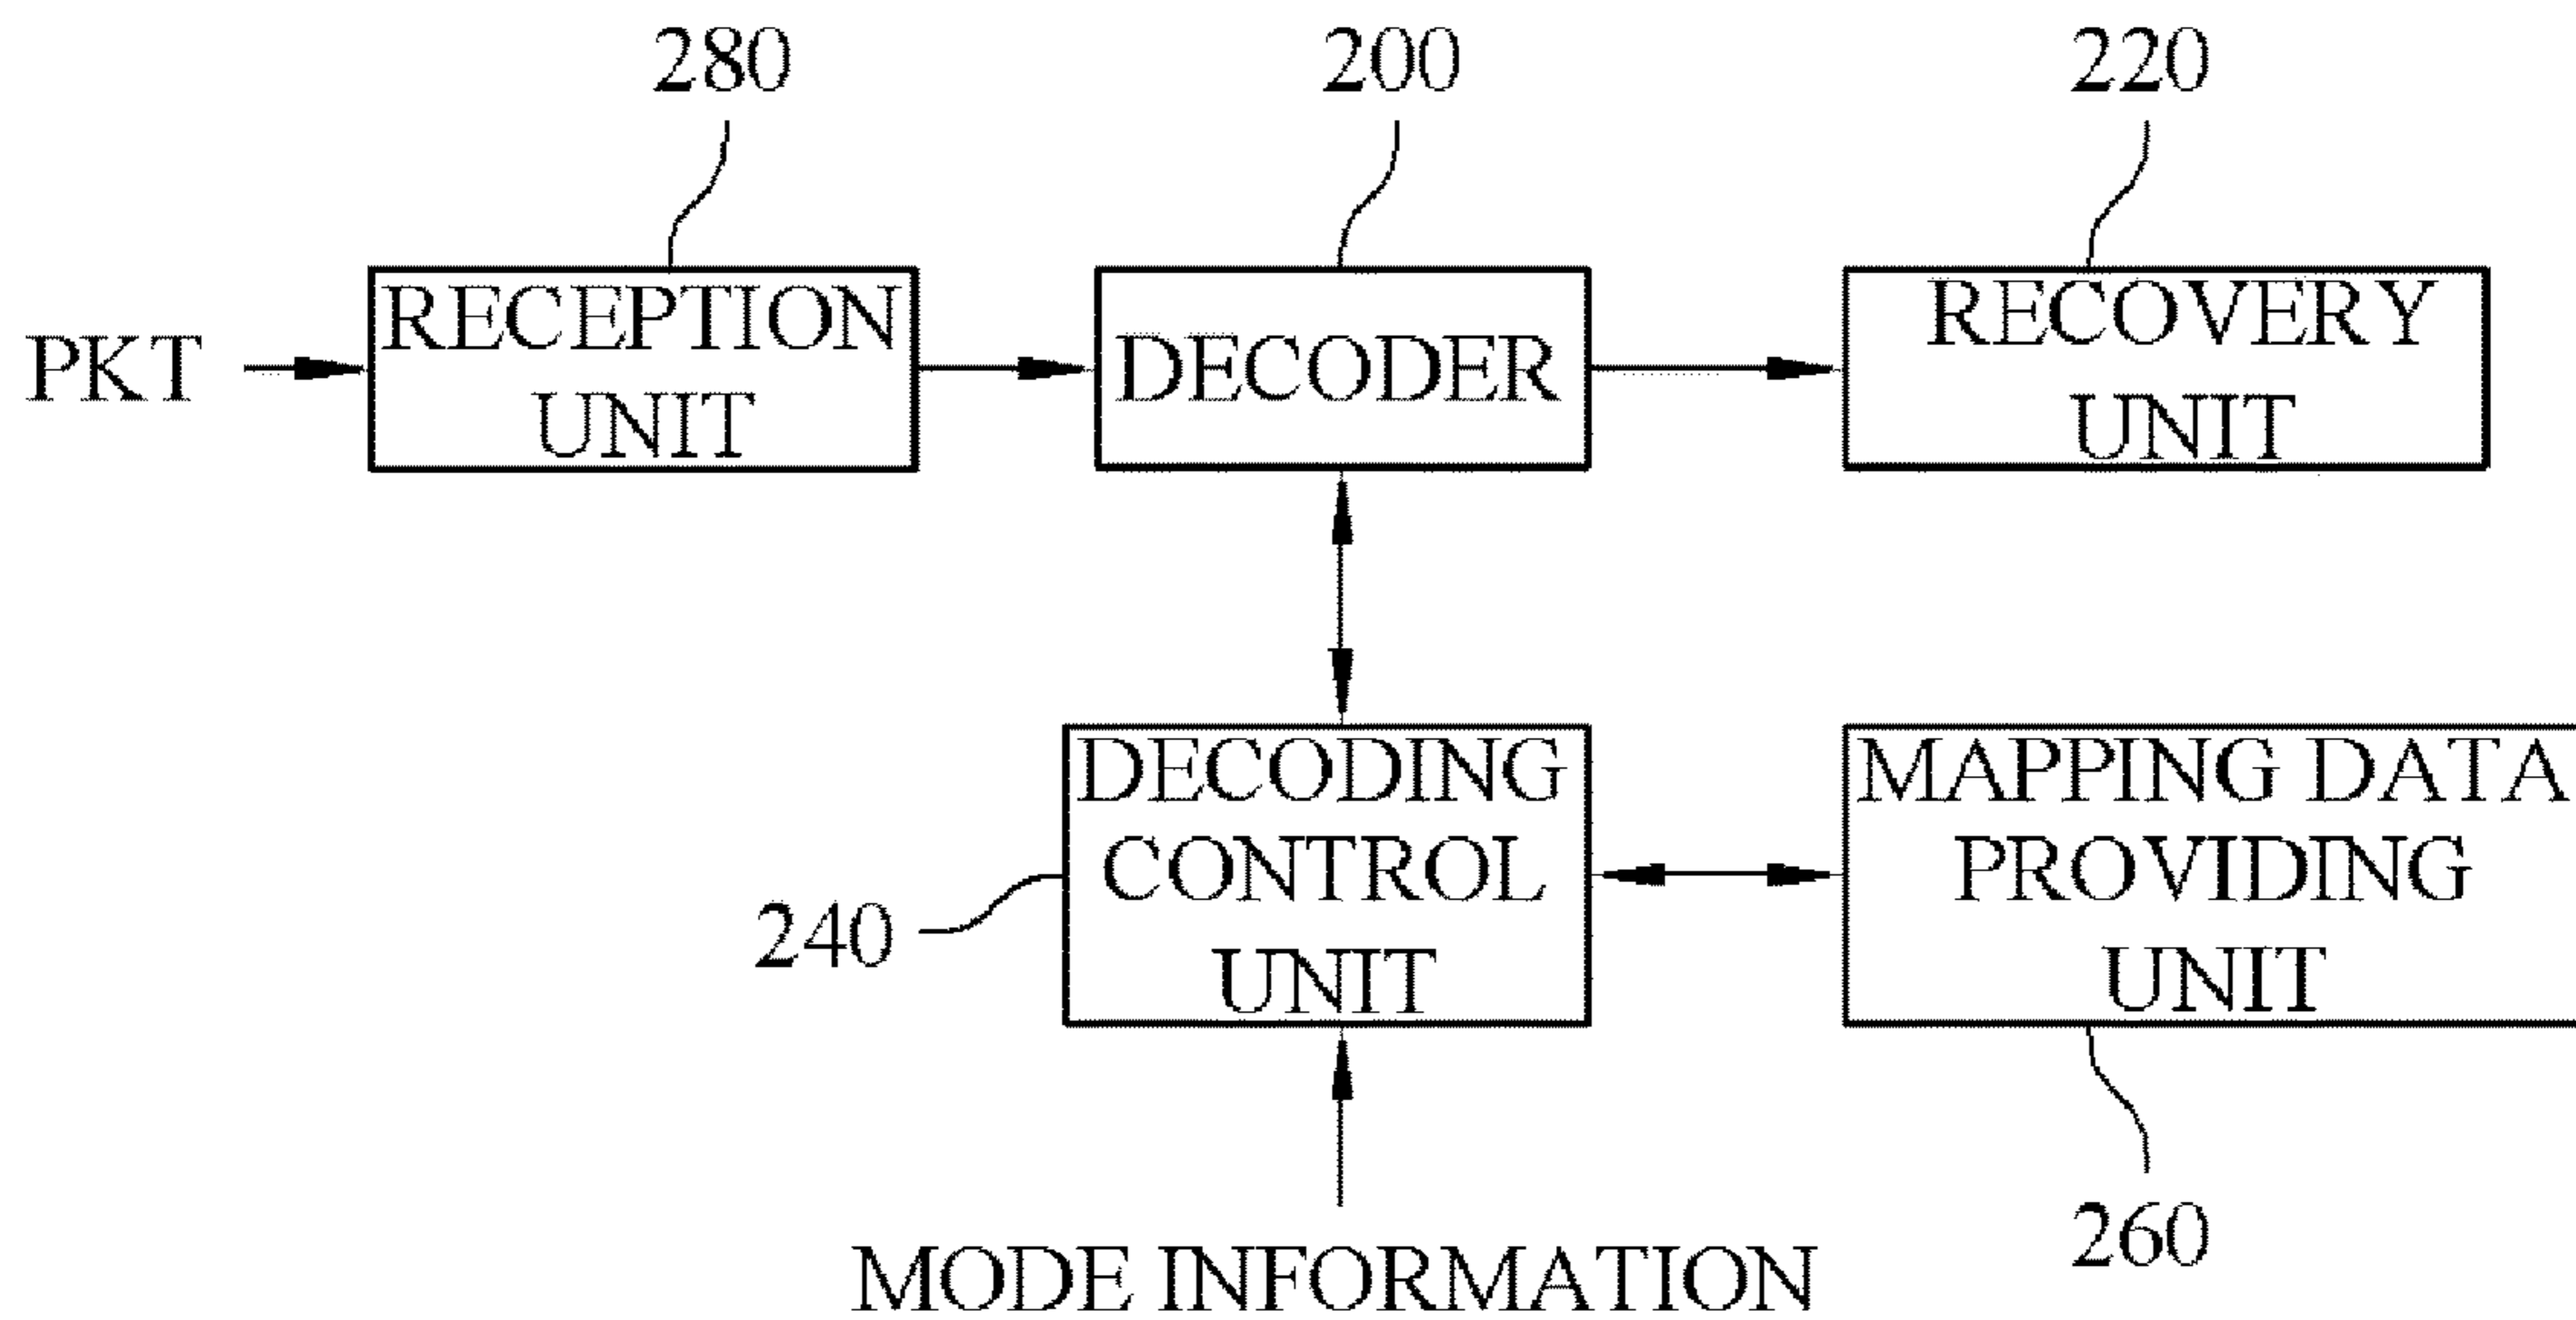 280
200
220
PKT
RECEPTION
UNIT
DECODER
RECOVERY
UNIT
DECODING
CONTROL
UNIT
MAPPING DATA
PROVIDING
UNIT
240
260
MODE INFORMATION